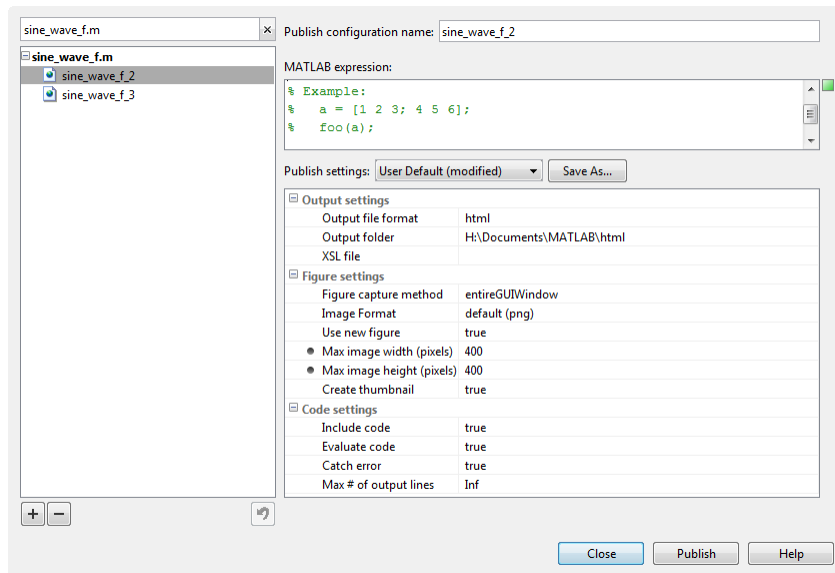 sine_wave_f.m
Publish configuration name: sine_wave_f_2
sine_wave_f.m
sine_wave_f_2
sine_wave_f_3
MATLAB expression:
% Example:
%   a = [1 2 3; 4 5 6];
%   foo(a);
Publish settings: User Default (modified) Save As...
Output settings
Output file format html
Output folder H:\Documents\MATLAB\html
XSL file
Figure settings
Figure capture method entireGUIWindow
Image Format default (png)
Use new figure true
Max image width (pixels) 400
Max image height (pixels) 400
Create thumbnail true
Code settings
Include code true
Evaluate code true
Catch error true
Max # of output lines Inf
Close Publish Help